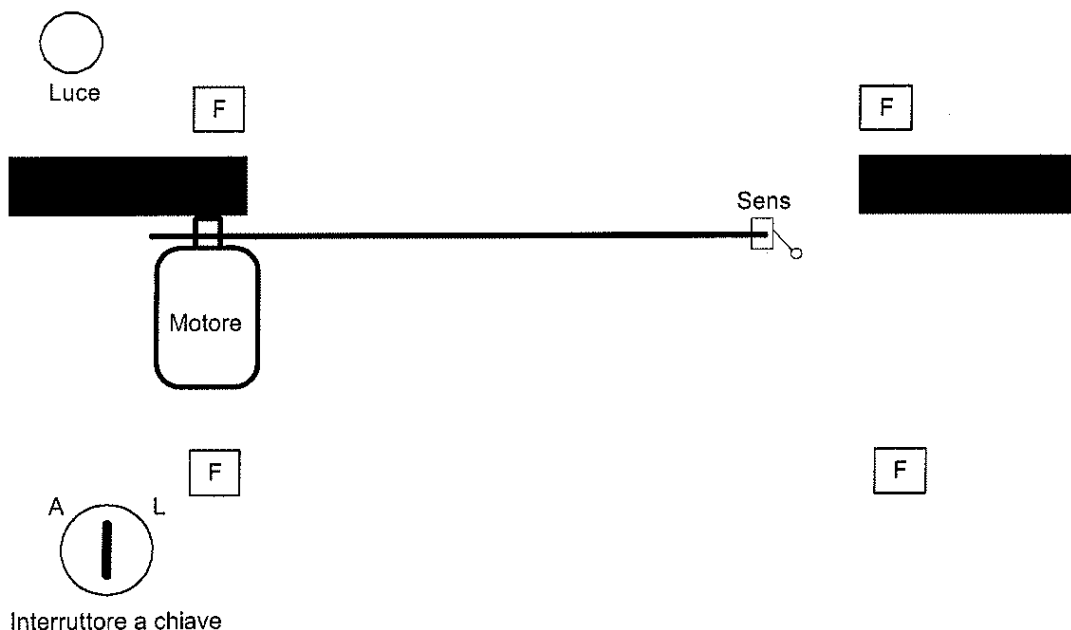 Luce
F
F
Sens
Motore
F
F
A L
Interruttore a chiave